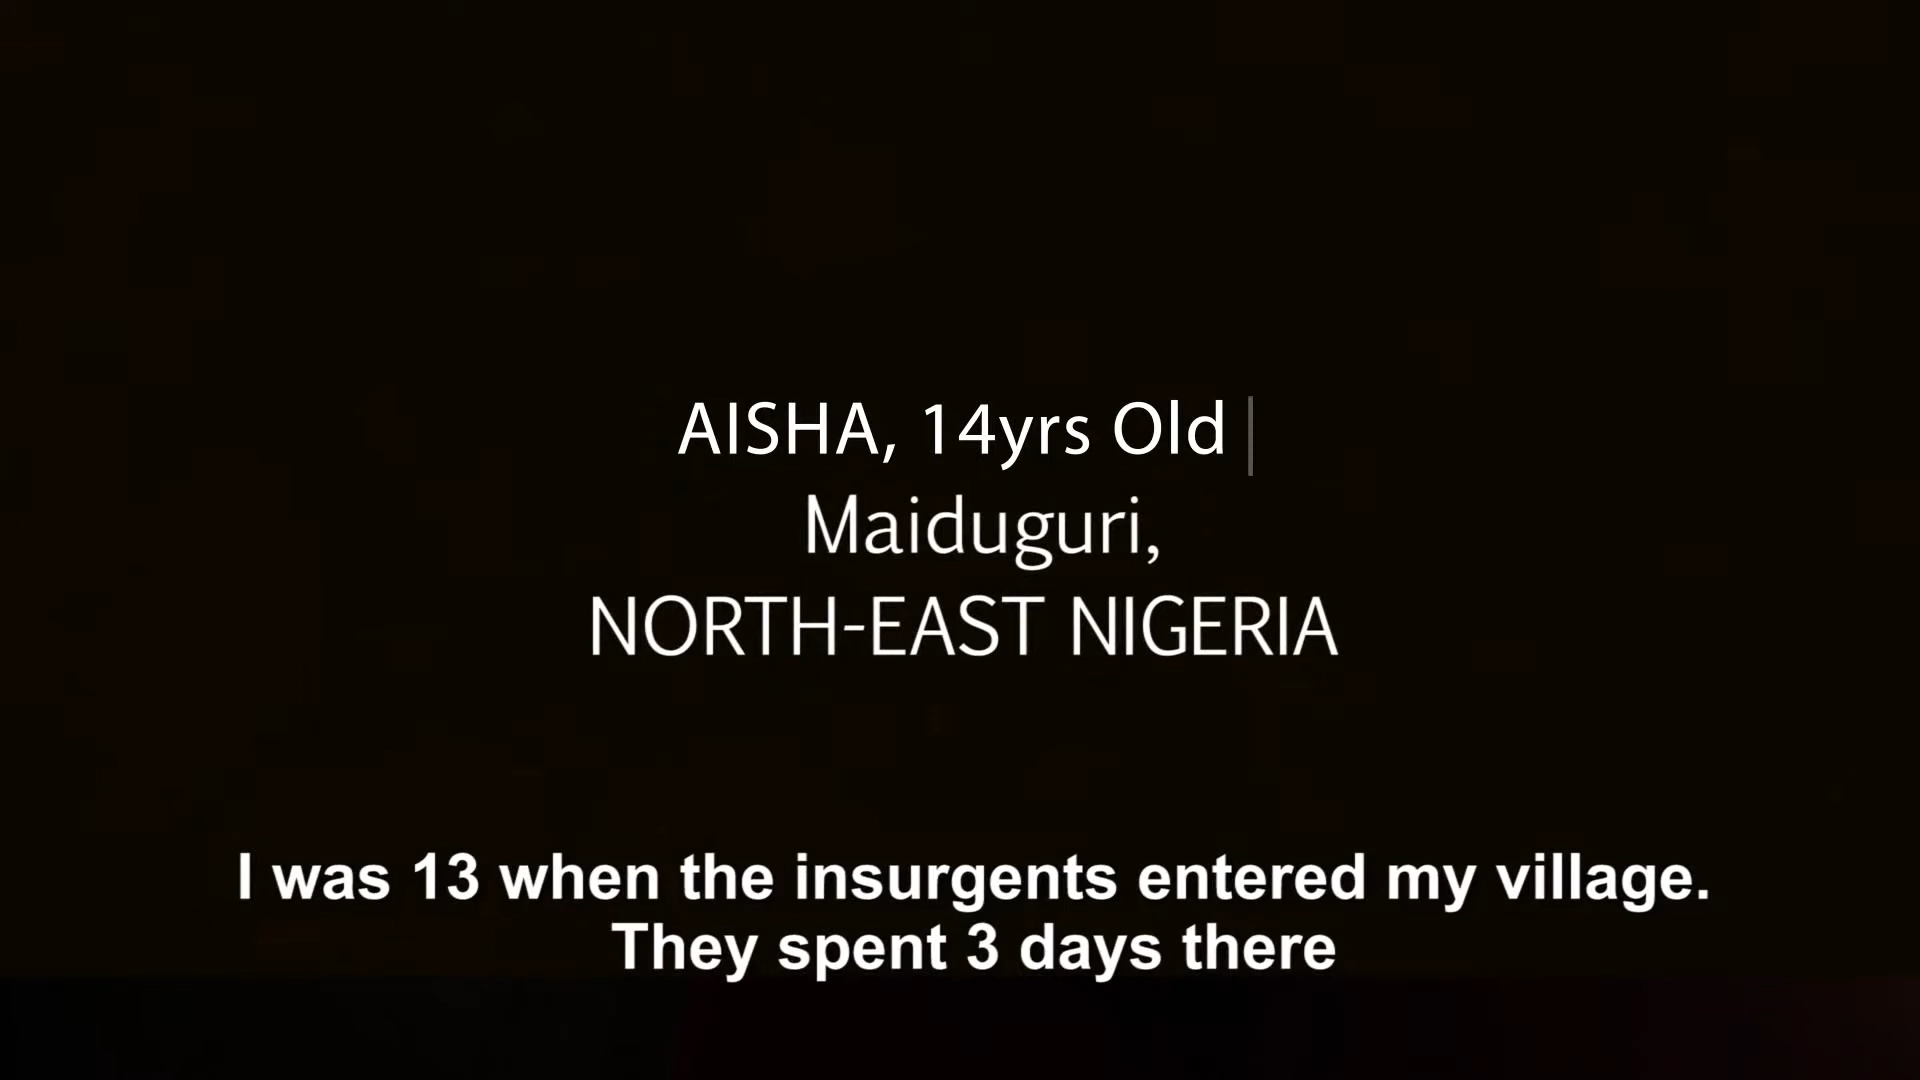 AISHA, 14yrs Old
Maiduguri,
NORTH-EAST NIGERIA
I was 13 when the insurgents entered my village.
They spent 3 days there